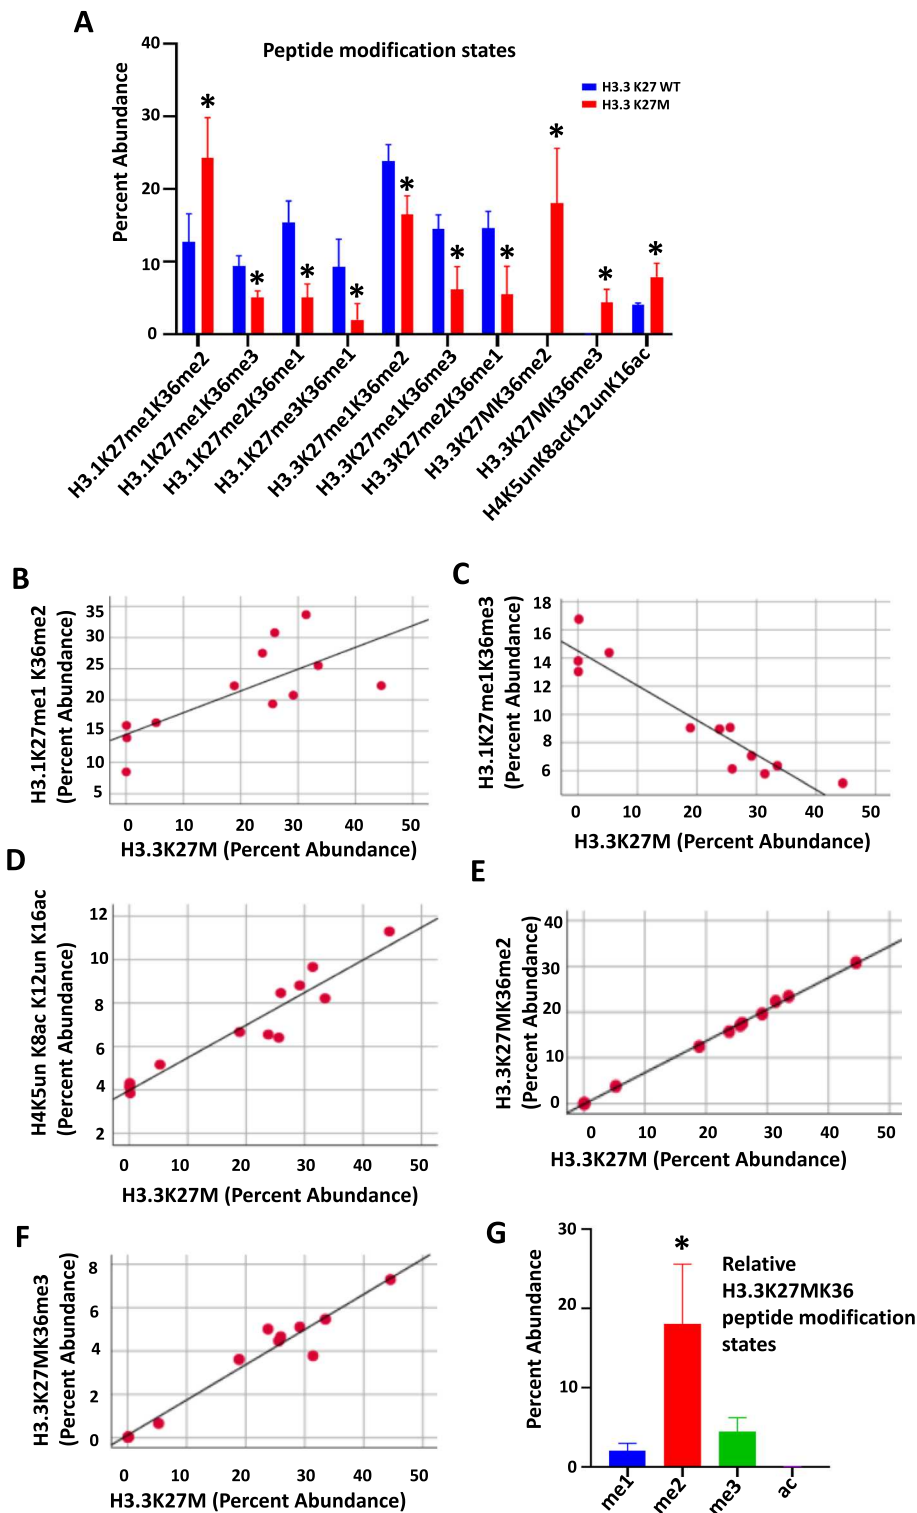 A
Peptide modification states
Percent Abundance
40
30
20
10
0
H3.3 K27 WT
H3.3 K27M
*
*
*
*
*
*
*
*
*
*
H3.1K27me1K36me2
H3.1K27me1K36me3
H3.1K27me2K36me1
H3.1K27me3K36me1
H3.3K27me1K36me2
H3.3K27me1K36me3
H3.3K27me2K36me1
H3.3K27MK36me2
H3.3K27MK36me3
H4K5unK8acK12unK16ac
B
H3.1K27me1 K36me2
(Percent Abundance)
35
30
25
20
15
10
5
0 10 20 30 40 50
H3.3K27M (Percent Abundance)
C
H3.1K27me1K36me3
(Percent Abundance)
18
16
14
12
10
8
6
0 10 20 30 40 50
H3.3K27M (Percent Abundance)
D
H4K5un K8ac K12un K16ac
(Percent Abundance)
12
10
8
6
4
2
0 10 20 30 40 50
H3.3K27M (Percent Abundance)
E
H3.3K27MK36me2
(Percent Abundance)
40
30
20
10
0
0 10 20 30 40 50
H3.3K27M (Percent Abundance)
F
H3.3K27MK36me3
(Percent Abundance)
8
6
4
2
0
0 10 20 30 40 50
H3.3K27M (Percent Abundance)
G
Percent Abundance
30
20
10
0
*
Relative
H3.3K27MK36
peptide modification
states
me1
me2
me3
ac